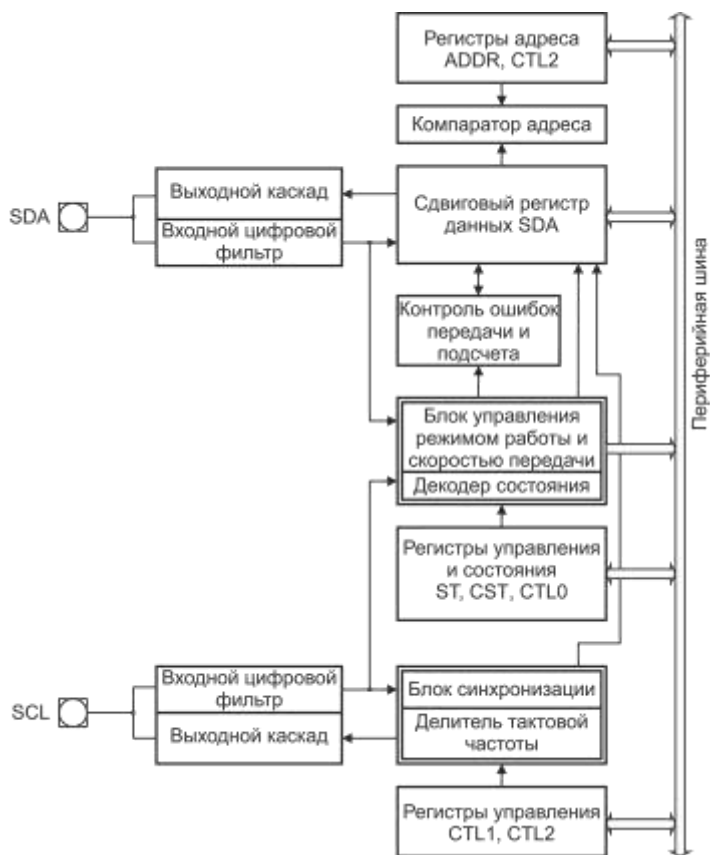 Регистры адреса
ADDR, CTL2
Компаратор адреса
SDA
Выходной каскад
Входной цифровой
фильтр
Сдвиговый регистр
данных SDA
Контроль ошибок
передачи и
подсчета
Блок управления
режимом работы и
скоростью передачи
Декодер состояния
Регистры управления
и состояния
ST, CST, CTL0
SCL
Входной цифровой
фильтр
Выходной каскад
Блок синхронизации
Делитель тактовой
частоты
Регистры управления
CTL1, CTL2
Периферийная шина